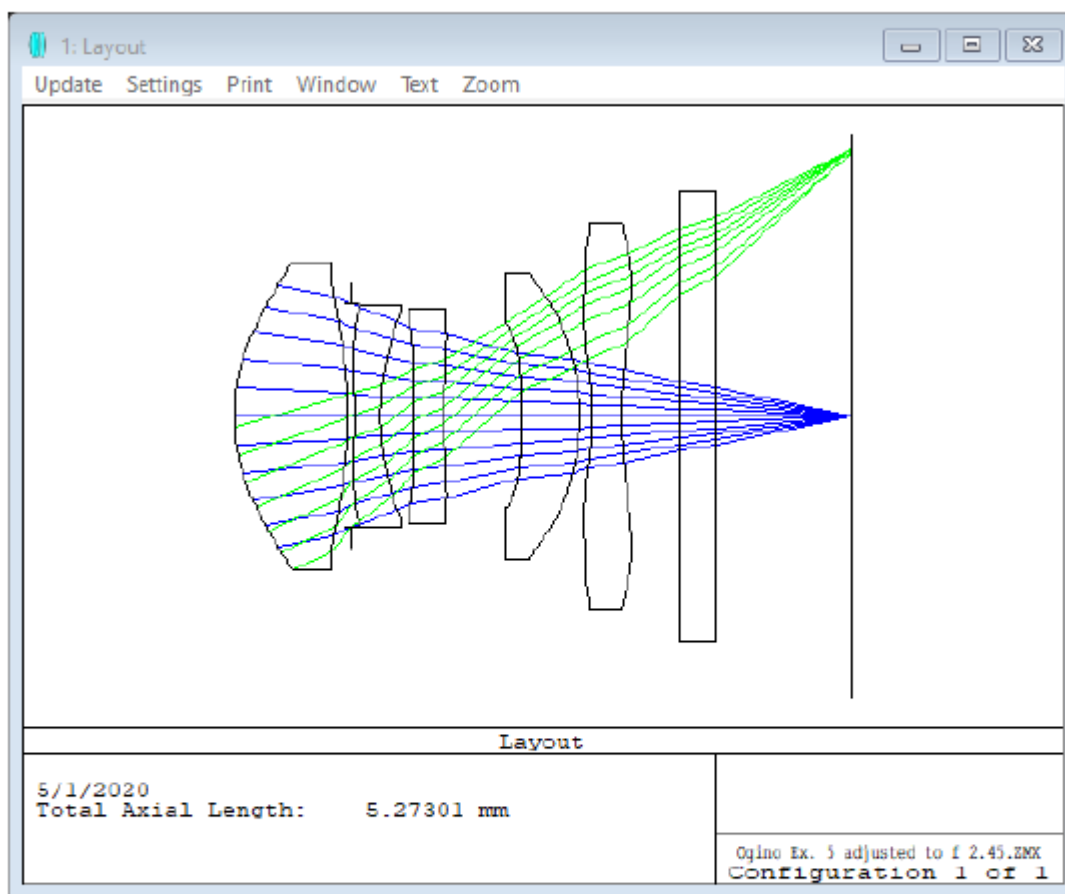 1: Layout
Update Settings Print Window Text Zoom
Layout
5/1/2020
Total Axial Length: 5.27301 mm
Ogino Ex. 5 adjusted to f 2.45.ZMX
Configuration 1 of 1